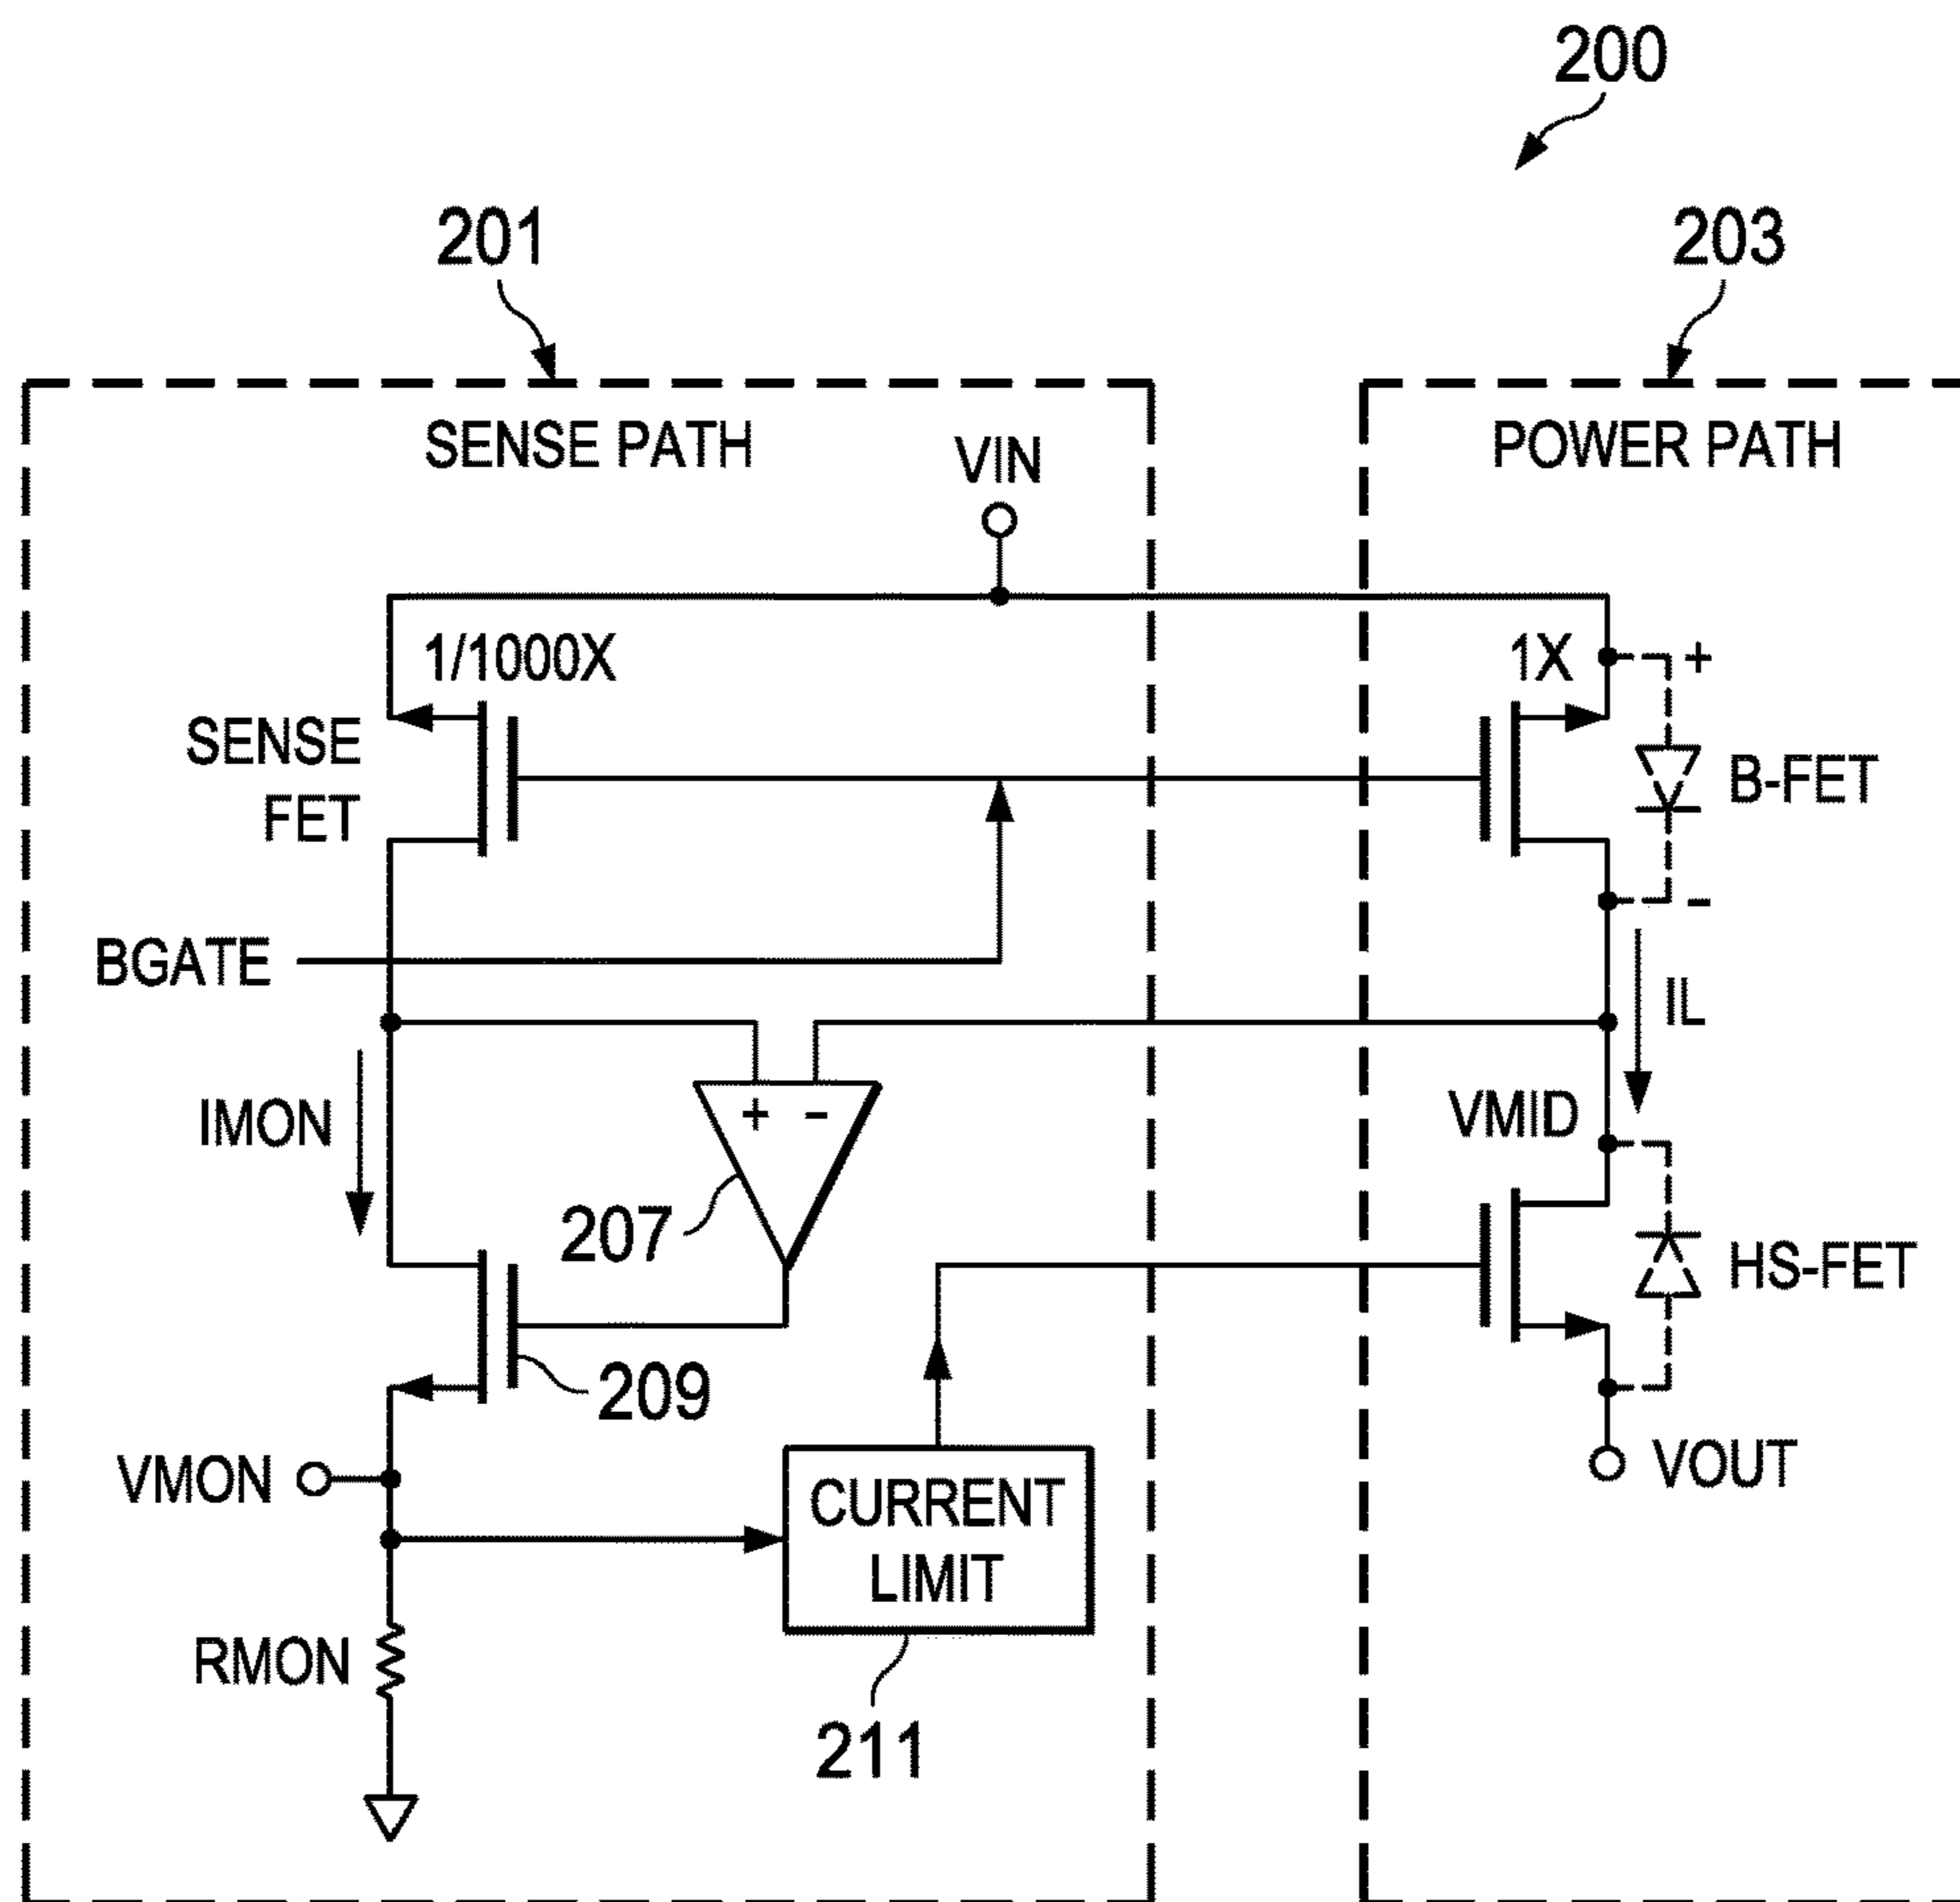 200
201
203
SENSE PATH
POWER PATH
VIN
1/1000X
1X
+
SENSE
FET
B-FET
-
BGATE
IL
IMON
+ -
VMID
207
HS-FET
209
VMON
CURRENT
LIMIT
VOUT
RMON
211